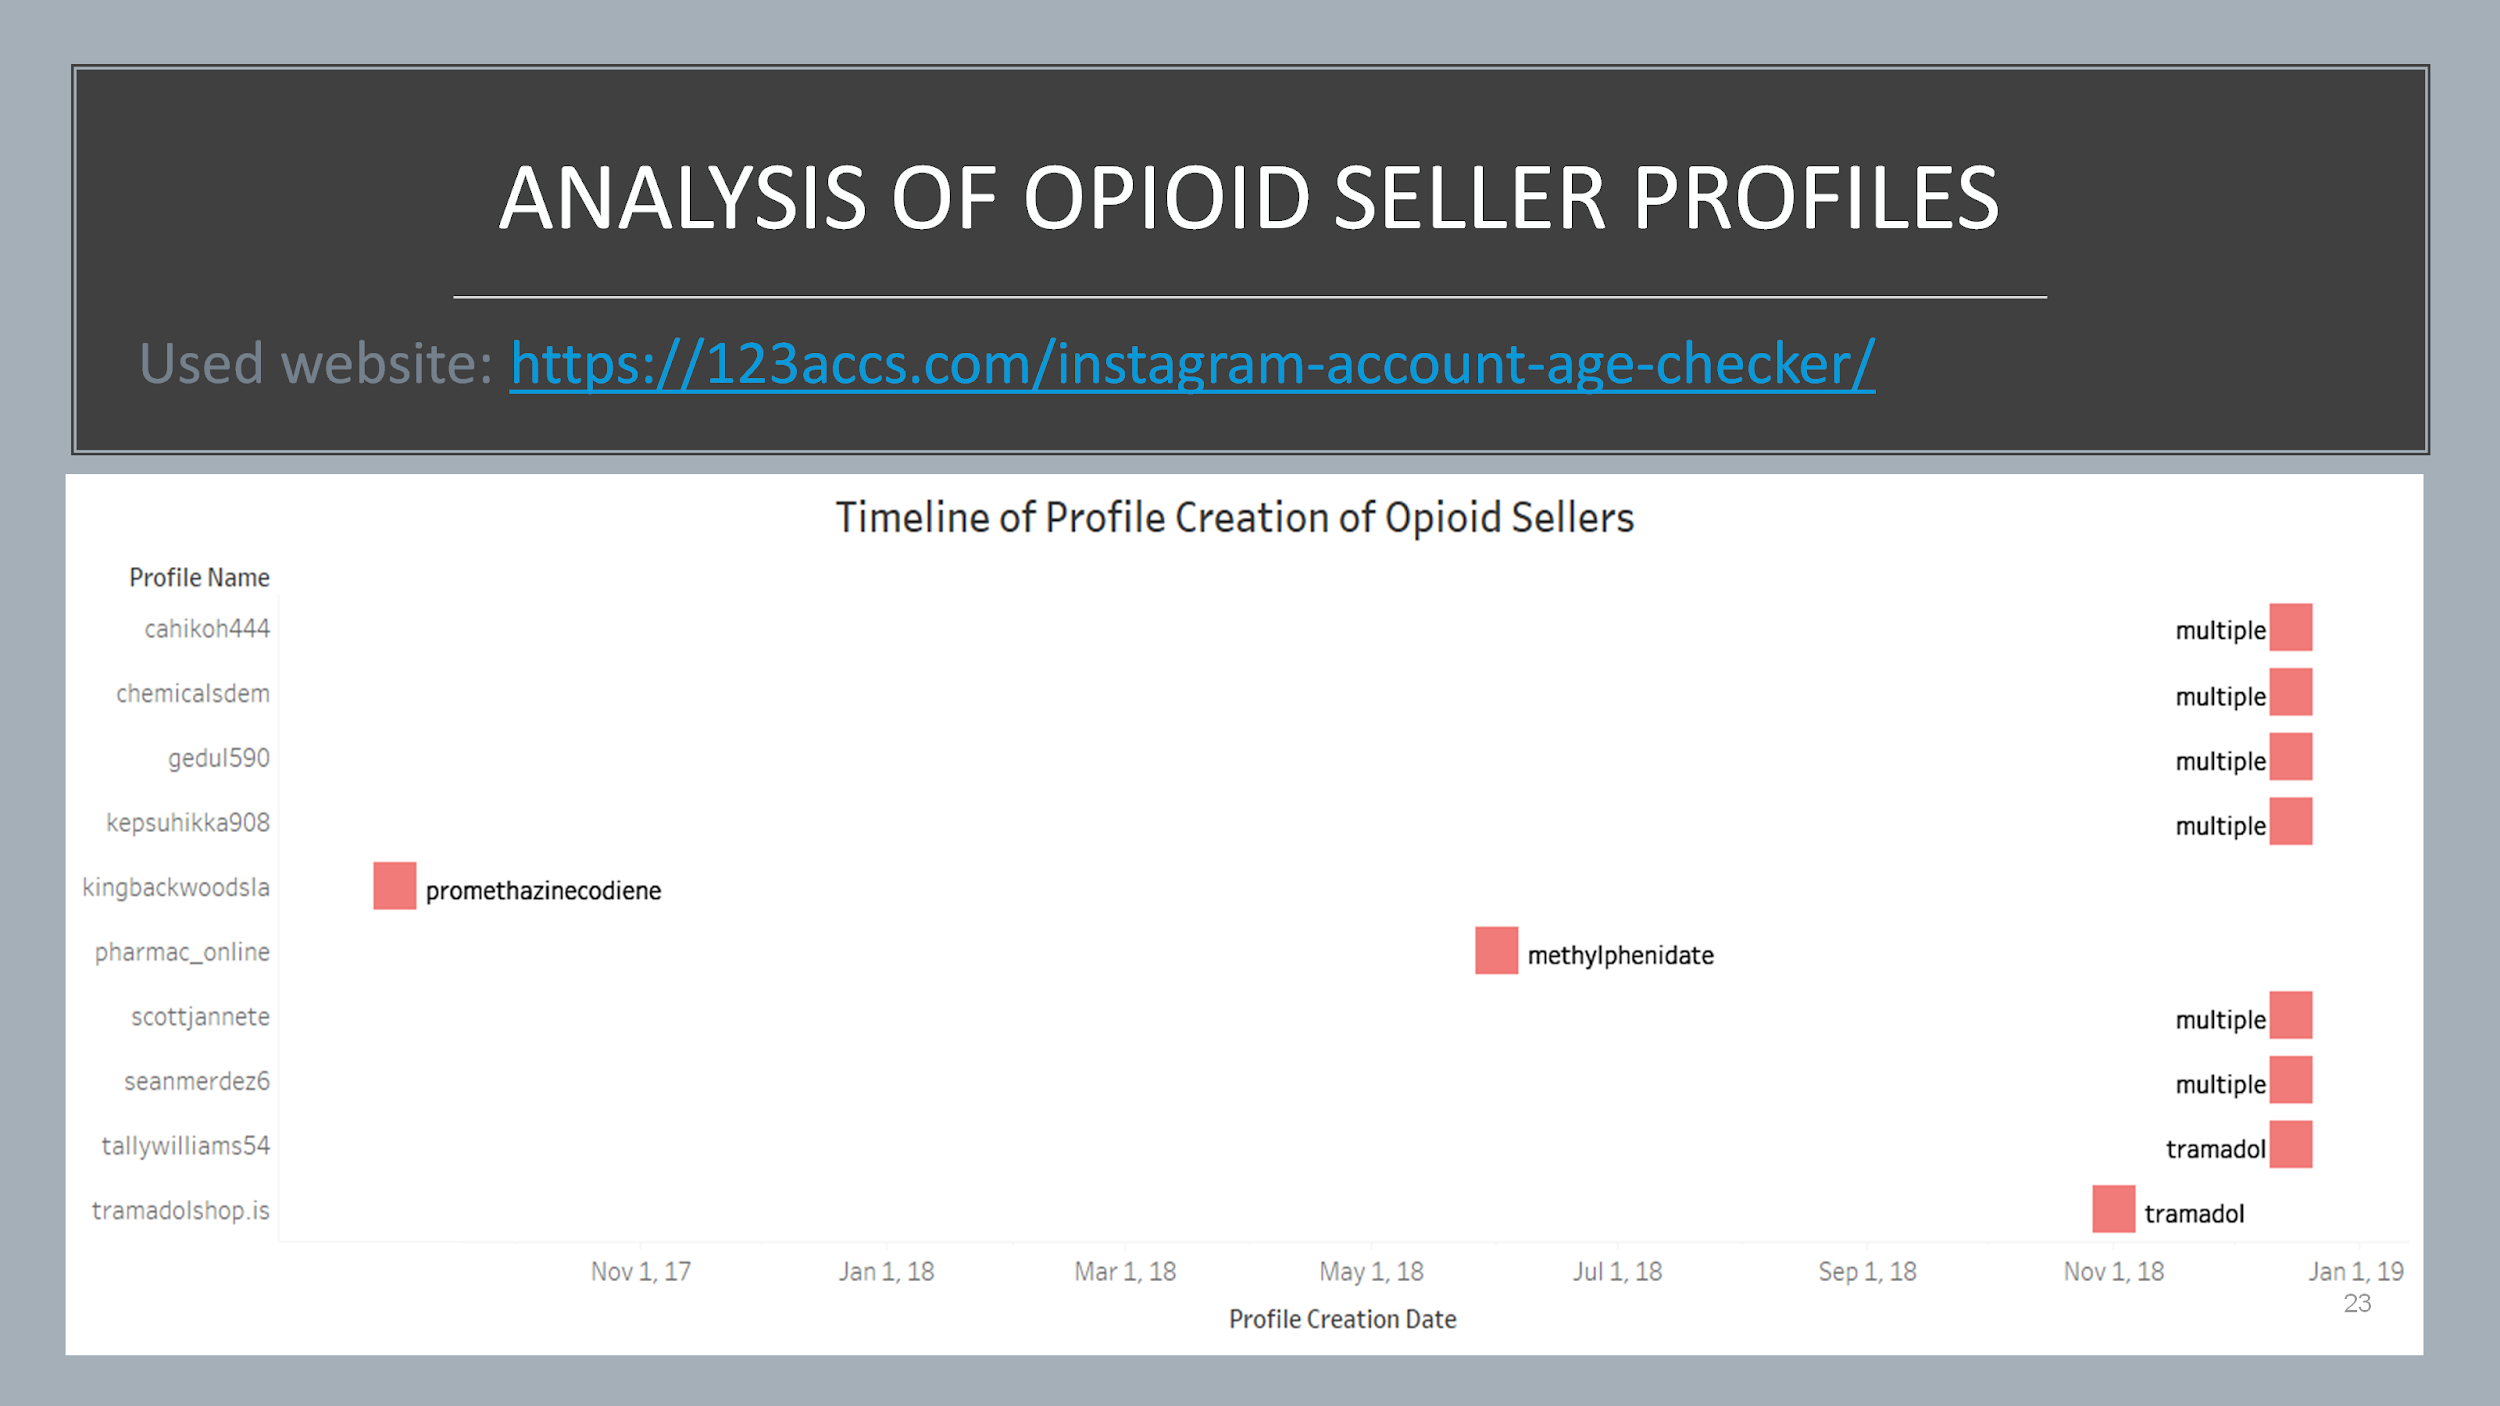 ANALYSIS OF OPIOID SELLER PROFILES
Used website: https://123accs.com/instagram-account-age-checker/
Timeline of Profile Creation of Opioid Sellers
Profile Name
cahikoh444 multiple
chemicalsdem multiple
gedul590 multiple
kepsuhikka908 multiple
kingbackwoodsla promethazinecodiene
pharmac_online methylphenidate
scottjannete multiple
seanmerdez6 multiple
tallywilliams54 tramadol
tramadolshop.is tramadol
Nov 1, 17 Jan 1, 18 Mar 1, 18 May 1, 18 Jul 1, 18 Sep 1, 18 Nov 1, 18 Jan 1, 19
23
Profile Creation Date